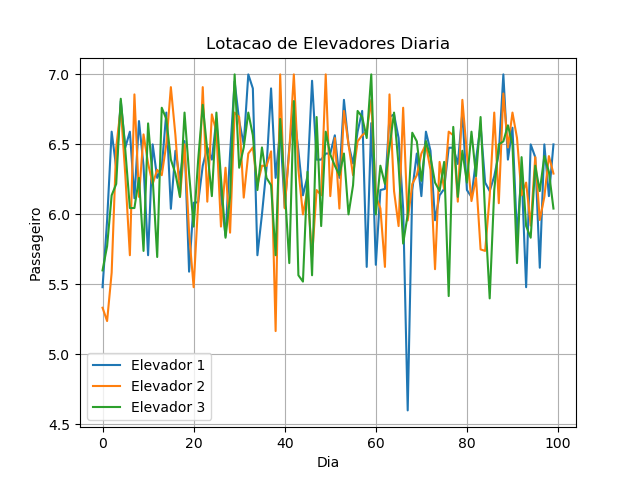 Lotacao de Elevadores Diaria
7.0
6.5
6.0
5.5
5.0
4.5
Passageiro
Elevador 1
Elevador 2
Elevador 3
0 20 40 60 80 100
Dia